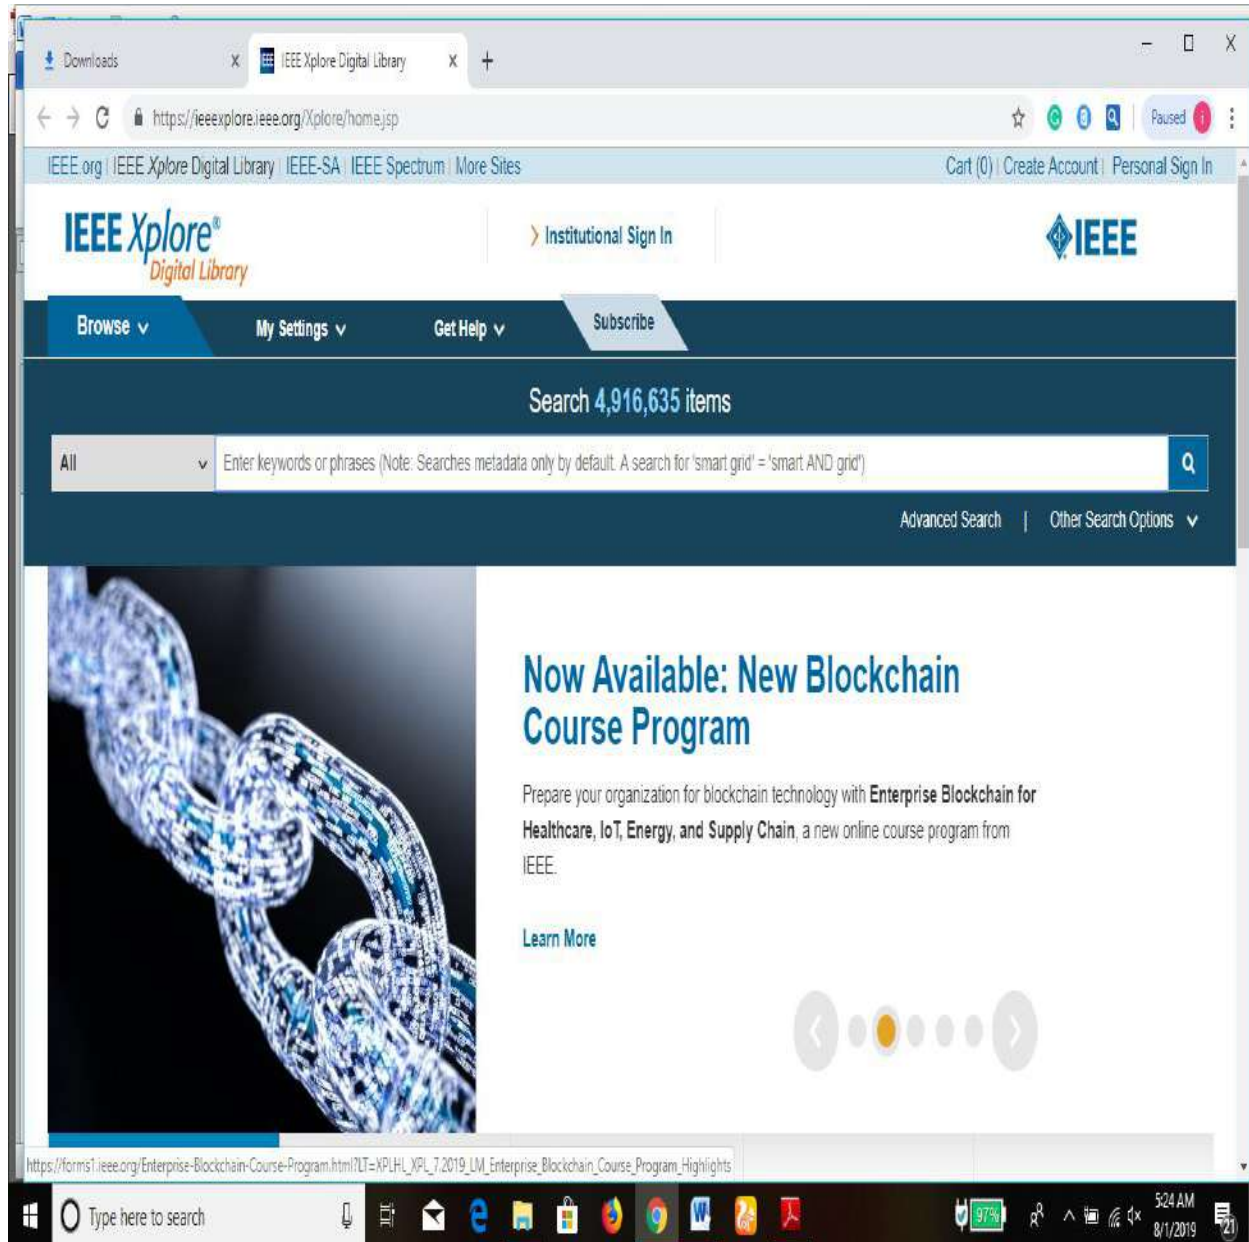 Downloads
IEEE Xplore Digital Library
https://ieeexplore.ieee.org/Xplore/home.jsp
Paused
IEEE.org | IEEE Xplore Digital Library | IEEE-SA | IEEE Spectrum | More Sites
Cart (0) | Create Account | Personal Sign In
IEEE Xplore®
Digital Library
Institutional Sign In
IEEE
Browse
My Settings
Get Help
Subscribe
Search 4,916,635 items
All
Enter keywords or phrases (Note: Searches metadata only by default. A search for 'smart grid' = 'smart AND grid')
Advanced Search | Other Search Options
Now Available: New Blockchain
Course Program
Prepare your organization for blockchain technology with Enterprise Blockchain for
Healthcare, IoT, Energy, and Supply Chain, a new online course program from
IEEE.
Learn More
https://forms1.ieee.org/Enterprise-Blockchain-Course-Program.html?LT=XPLHL_XPL_7.2019_LM_Enterprise_Blockchain_Course_Program_Highlights
Type here to search
97%
5:24 AM
8/1/2019
21